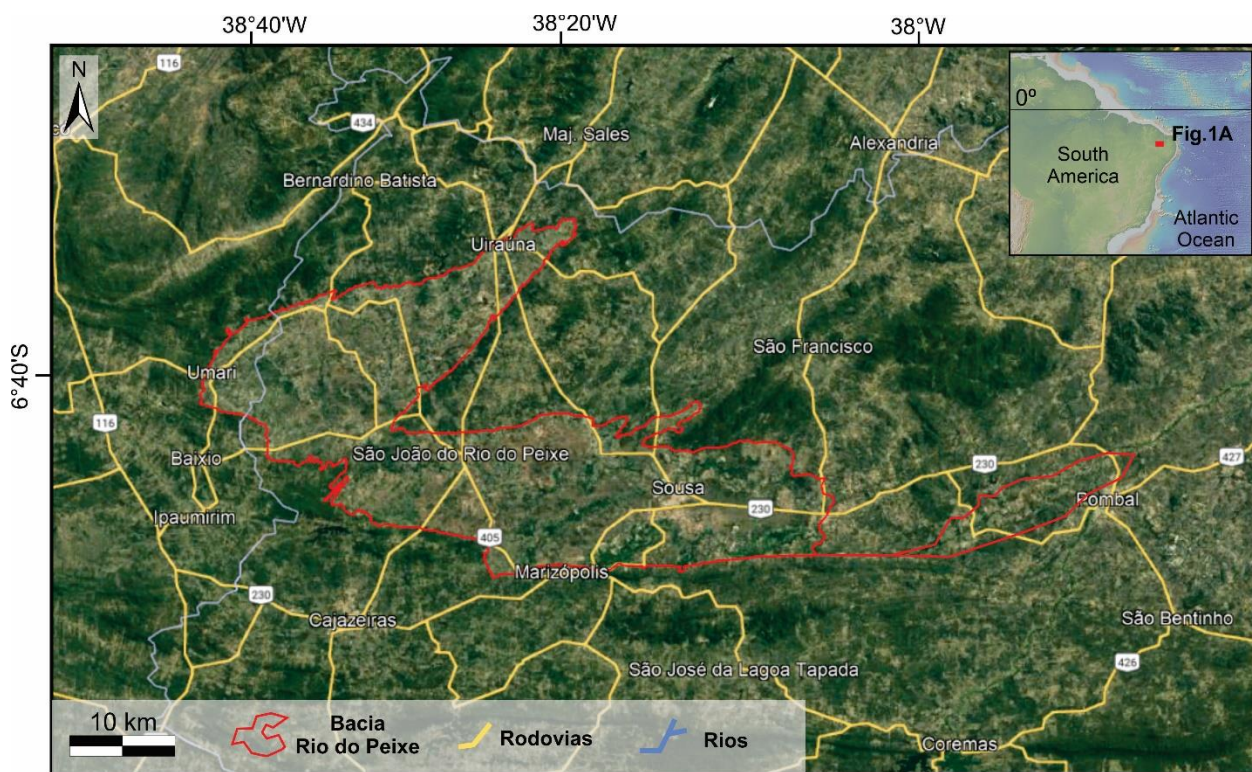 38°40'W
38°20'W
38°W
116
N
0º
Fig.1A
South
America
Atlantic
Ocean
434
Maj. Sales
Alexandria
Bernardino Batista
Uiraúna
6°40'S
São Francisco
Umari
116
Baixio
São João do Rio do Peixe
230
427
Sousa
Pombal
230
Ipaumirim
405
Marizópolis
230
Cajazeiras
São Bentinho
São José da Lagoa Tapada
426
10 km
Bacia
Rio do Peixe
Rodovias
Rios
Coremas